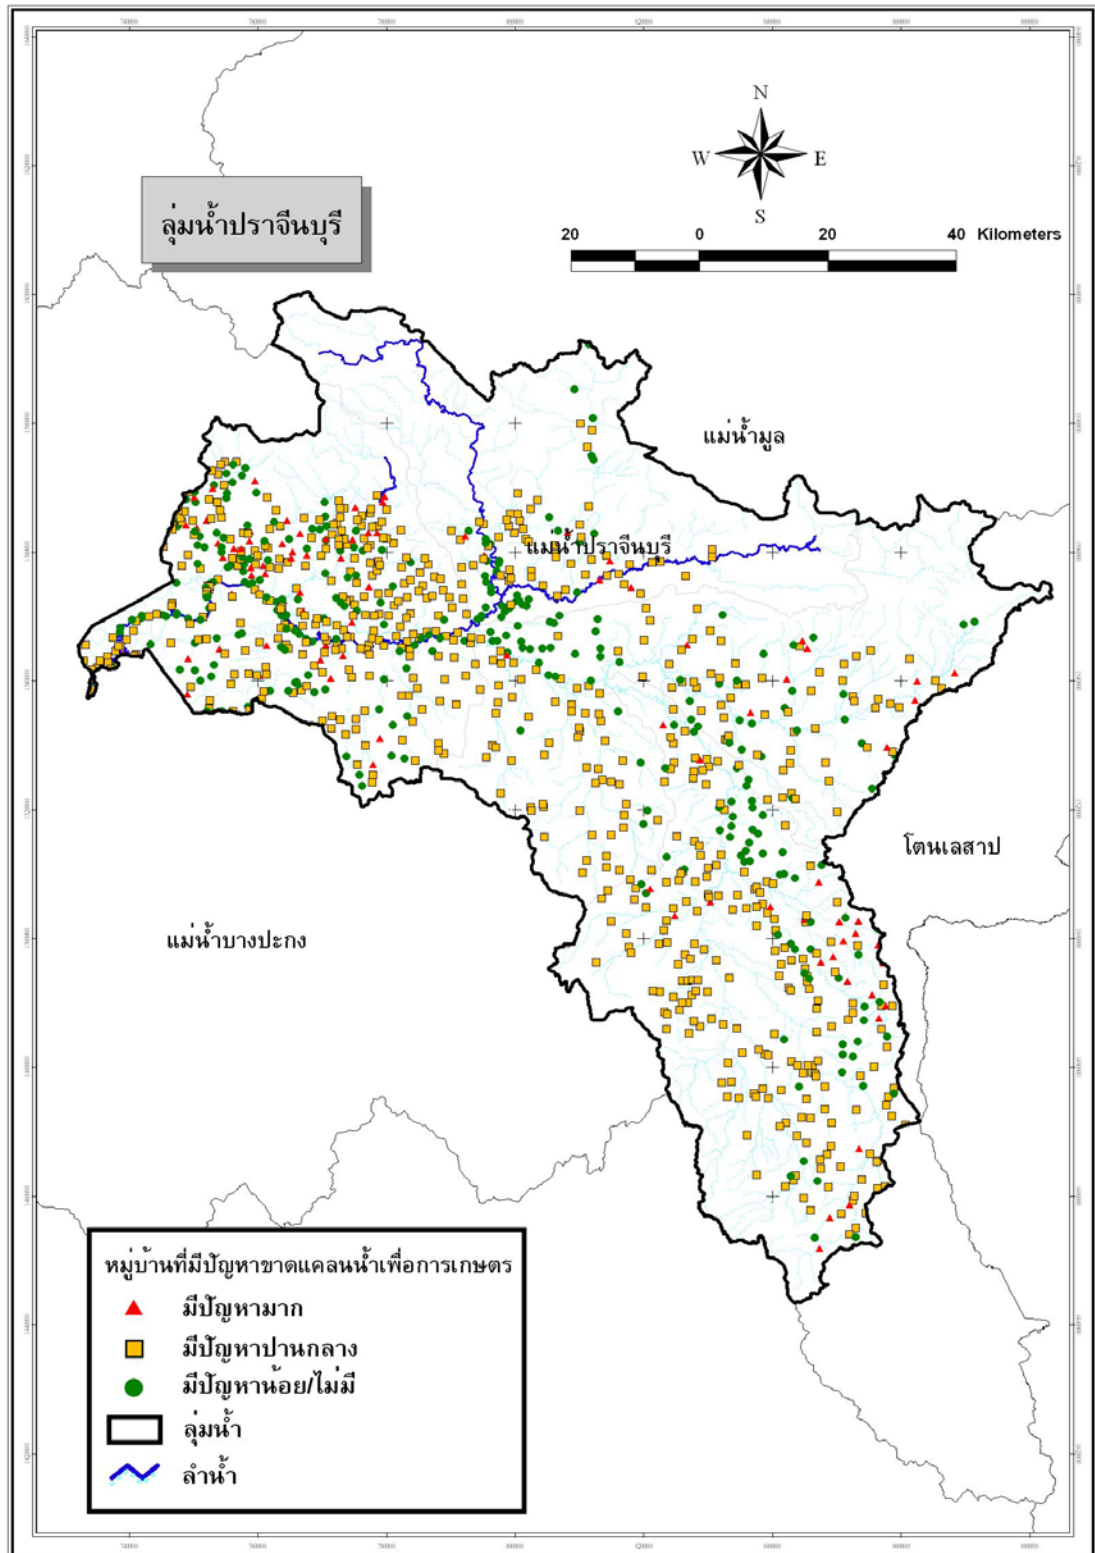 N
W E
S
ลุ่มน้ำปราจีนบุรี
20 0 20 40 Kilometers
แม่น้ำมูล
แม่น้ำปราจีนบุรี
โตนเลสาป
แม่น้ำบางปะกง
หมู่บ้านที่มีปัญหาขาดแคลนน้ำเพื่อการเกษตร
มีปัญหามาก
มีปัญหาปานกลาง
มีปัญหาน้อย/ไม่มี
ลุ่มน้ำ
ลำน้ำ